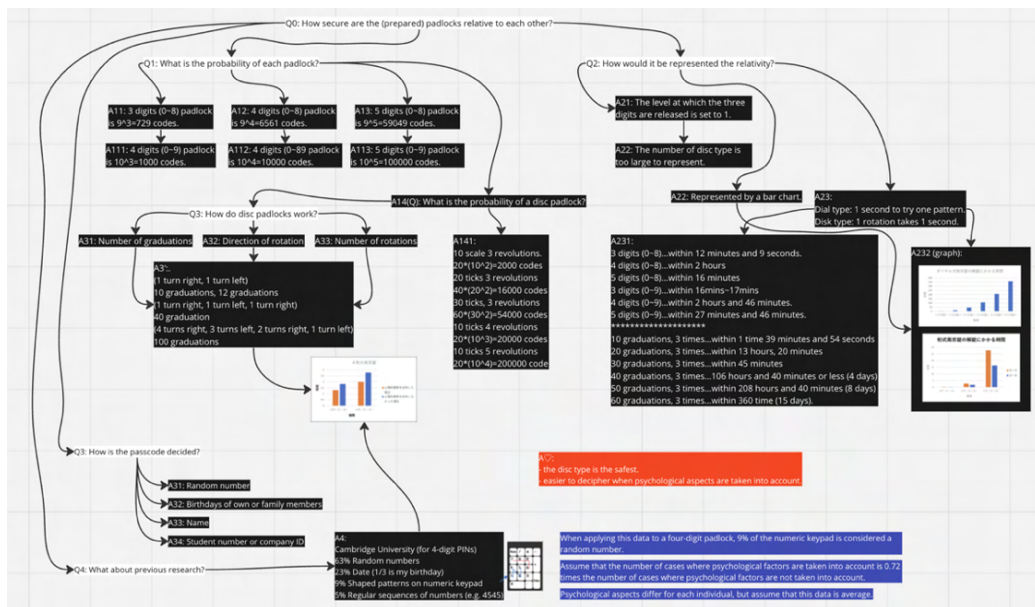 Q0: How secure are the (prepared) padlocks relative to each other?
Q1: What is the probability of each padlock?
Q2: How would it be represented the relativity?
A11: 3 digits (0~8) padlock
is 9^3=729 codes.
A12: 4 digits (0~8) padlock
is 9^4=6561 codes.
A13: 5 digits (0~8) padlock
is 9^5=59049 codes.
A111: 4 digits (0~9) padlock
is 10^3=1000 codes.
A112: 4 digits (0~89 padlock
is 10^4=10000 codes.
A113: 5 digits (0~9) padlock
is 10^5=100000 codes.
A21: The level at which the three
digits are released is set to 1.
A22: The number of disc type is
too large to represent.
A14(Q): What is the probability of a disc padlock?
A22: Represented by a bar chart.
A23:
Dial type: 1 second to try one pattern.
Disk type: 1 rotation takes 1 second.
Q3: How do disc padlocks work?
A31: Number of graduations
A32: Direction of rotation
A33: Number of rotations
A3':.
(1 turn right, 1 turn left)
10 graduations, 12 graduations
(1 turn right, 1 turn left, 1 turn right)
40 graduation
(4 turns right, 3 turns left, 2 turns right, 1 turn left)
100 graduations
A141:
10 scale 3 revolutions.
20*(10^2)=2000 codes
20 ticks 3 revolutions
40*(20^2)=16000 codes
30 ticks, 3 revolutions
60*(30^2)=54000 codes
10 ticks 4 revolutions
20*(10^3)=20000 codes
10 ticks 5 revolutions
20*(10^4)=200000 code
A231:
3 digits (0~8)...within 12 minutes and 9 seconds.
4 digits (0~8)...within 2 hours
5 digits (0~8)...within 16 minutes
3 digits (0~9)...within 16mins~17mins
4 digits (0~9)...within 2 hours and 46 minutes.
5 digits (0~9)...within 27 minutes and 46 minutes.
********************
10 graduations, 3 times...within 1 time 39 minutes and 54 seconds
20 graduations, 3 times...within 13 hours, 20 minutes
30 graduations, 3 times...within 45 minutes
40 graduations, 3 times...106 hours and 40 minutes or less (4 days)
50 graduations, 3 times...within 208 hours and 40 minutes (8 days)
60 graduations, 3 times...within 360 time (15 days).
A232 (graph):
Q3: How is the passcode decided?
A31: Random number
A32: Birthdays of own or family members
A33: Name
A34: Student number or company ID
Q4: What about previous research?
A4:
Cambridge University (for 4-digit PINs)
63% Random numbers
23% Date (1/3 is my birthday)
9% Shaped patterns on numeric keypad
5% Regular sequences of numbers (e.g. 4545)
A♡:
- the disc type is the safest.
- easier to decipher when psychological aspects are taken into account.
When applying this data to a four-digit padlock, 9% of the numeric keypad is considered a
random number.
Assume that the number of cases where psychological factors are taken into account is 0.72
times the number of cases where psychological factors are not taken into account.
Psychological aspects differ for each individual, but assume that this data is average.